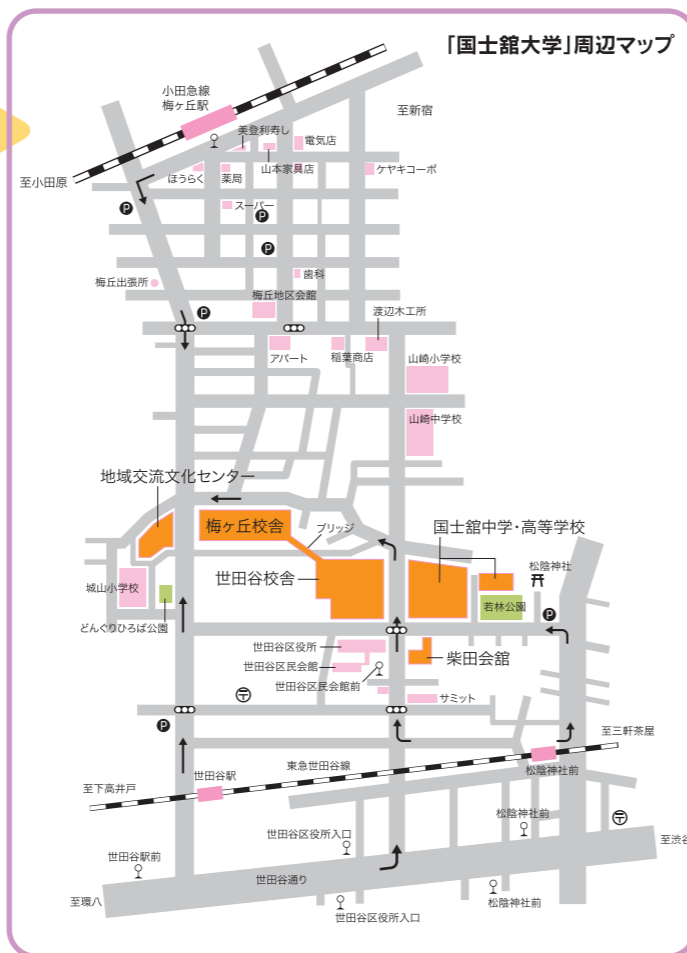 「国士舘大学」周辺マップ
小田急線
梅ヶ丘駅
至新宿
美登利寿し
電気店
至小田原
ほうらく
薬局
山本家具店
ケヤキコーポ
スーパー
P
P
P
歯科
梅丘出張所
梅丘地区会館
P
渡辺木工所
アパート
稲葉商店
山崎小学校
山崎中学校
地域交流文化センター
梅ヶ丘校舎
ブリッジ
国士舘中学・高等学校
世田谷校舎
松陰神社
城山小学校
若林公園
P
どんぐりひろば公園
世田谷区役所
世田谷区民会館
柴田会舘
世田谷区民会館前
〒
サミット
P
至三軒茶屋
東急世田谷線
世田谷駅
松陰神社前
至下高井戸
松陰神社前
〒
世田谷区役所入口
至渋谷
世田谷駅前
世田谷通り
至環八
世田谷区役所入口
松陰神社前